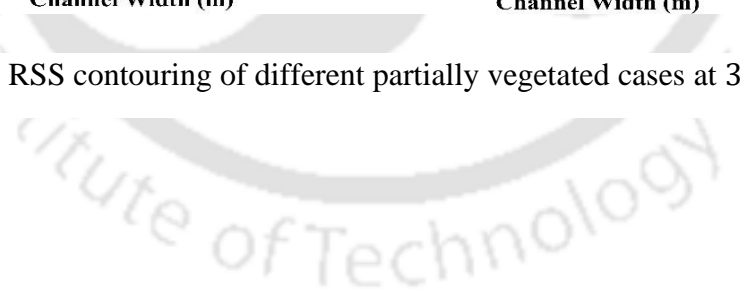 Channel Width (m) Channel Width (m)
RSS contouring of different partially vegetated cases at 3
itute of Technology